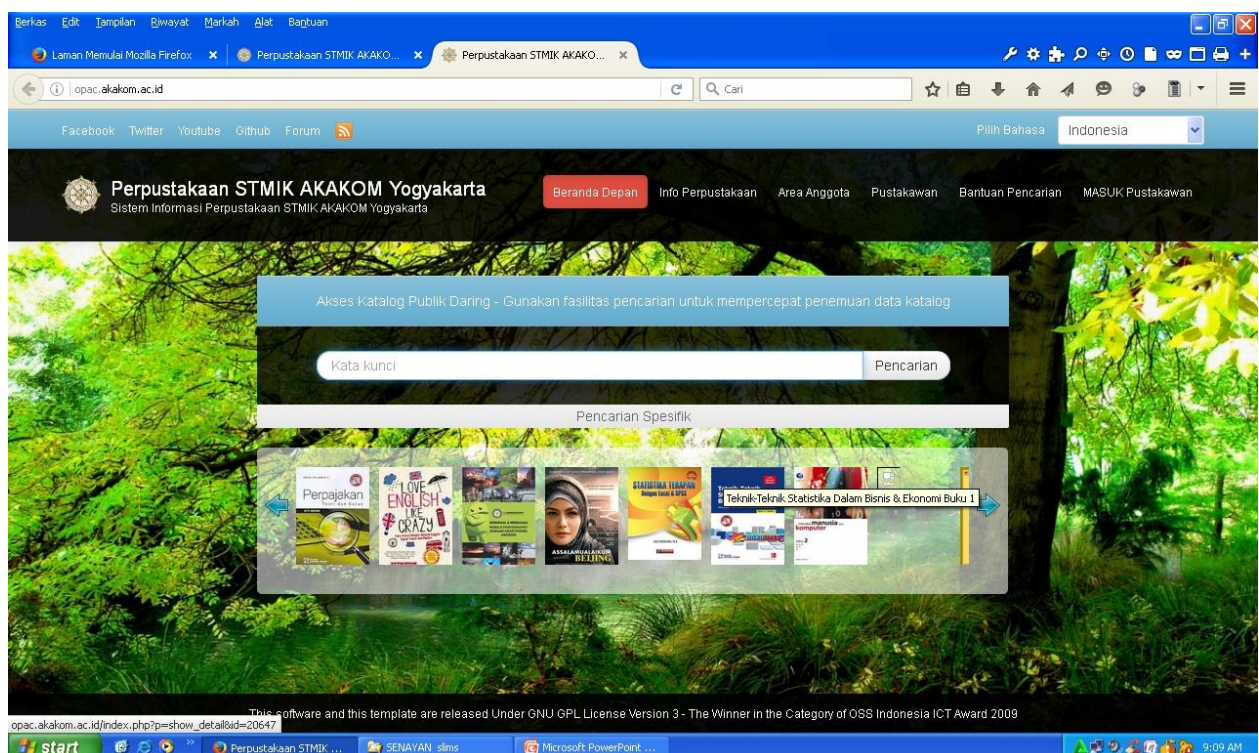 Berkas Edit Tampilan Riwayat Markah Alat Bantuan
Laman Memulai Mozilla Firefox
Perpustakaan STMIK AKAKO...
Perpustakaan STMIK AKAKO...
opac.akakom.ac.id
Cari
Facebook Twitter Youtube Github Forum
Pilih Bahasa Indonesia
Perpustakaan STMIK AKAKOM Yogyakarta
Sistem Informasi Perpustakaan STMIK AKAKOM Yogyakarta
Beranda Depan Info Perpustakaan Area Anggota Pustakawan Bantuan Pencarian MASUK Pustakawan
Akses Katalog Publik Daring - Gunakan fasilitas pencarian untuk mempercepat penemuan data katalog
Kata kunci
Pencarian
Pencarian Spesifik
Perpajakan
LOVE
ENGLISH
LIKE
CRAZY
ASSALAMUALAIKUM
BEIJING
STATISTIKA TERAPAN
manusia
komputer
Teknik-Teknik Statistika Dalam Bisnis & Ekonomi Buku 1
This software and this template are released Under GNU GPL License Version 3 - The Winner in the Category of OSS Indonesia ICT Award 2009
opac.akakom.ac.id/index.php?p=show_detail&id=20647
start
Perpustakaan STMIK ...
SENAYAN_slims
Microsoft PowerPoint ...
9:09 AM